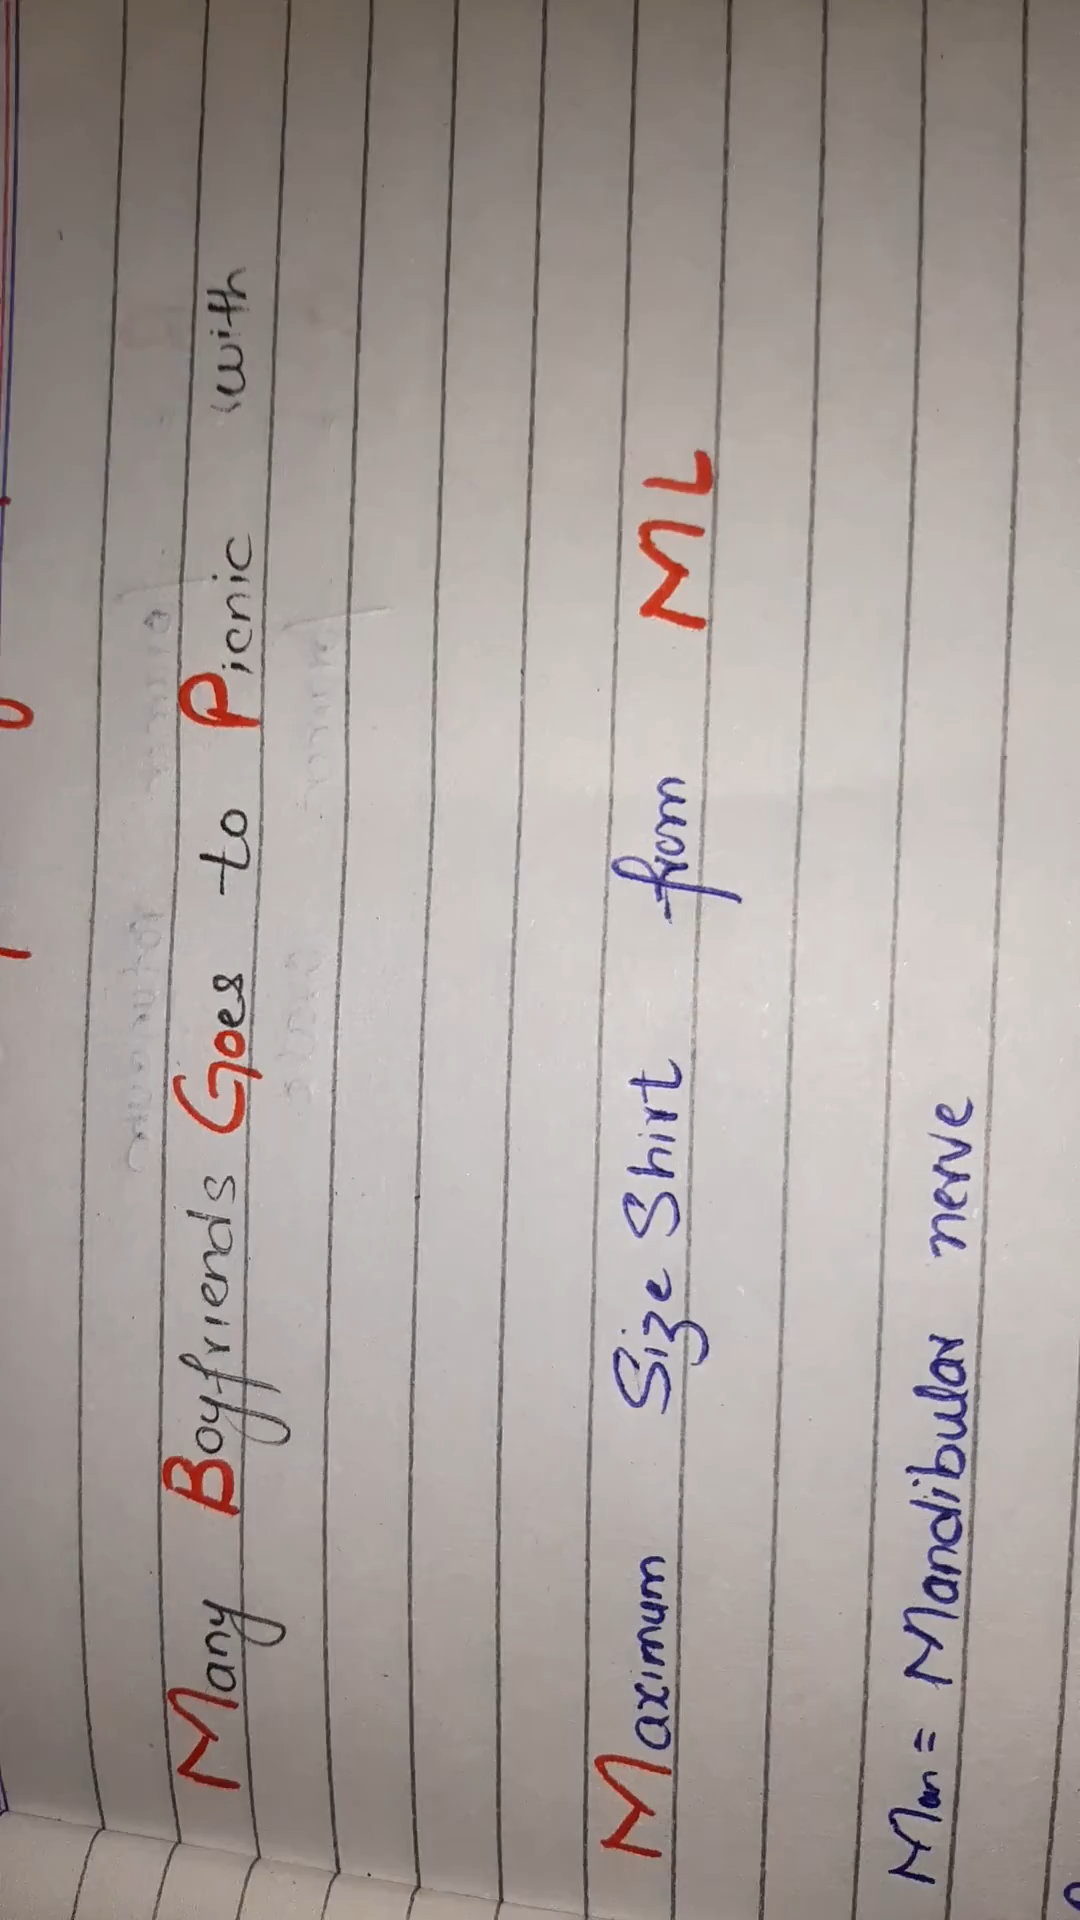 Many Boyfriends Goes to Picnic with
Maximum Size Shirt from ML
Man = Mandibular nerve